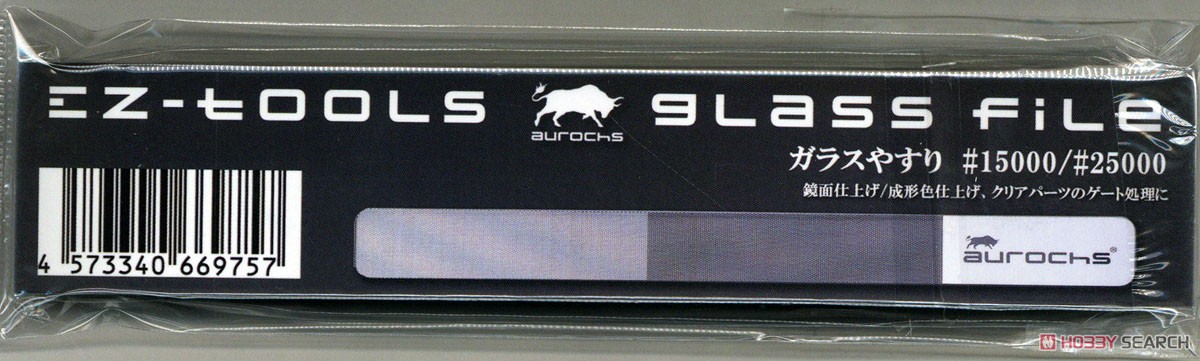 EZ-tools aurochs glass file
ガラスやすり #15000/#25000
鏡面仕上げ/成形色仕上げ、クリアパーツのゲート処理に
aurochs®
4 573340 669757
HOBBY SEARCH